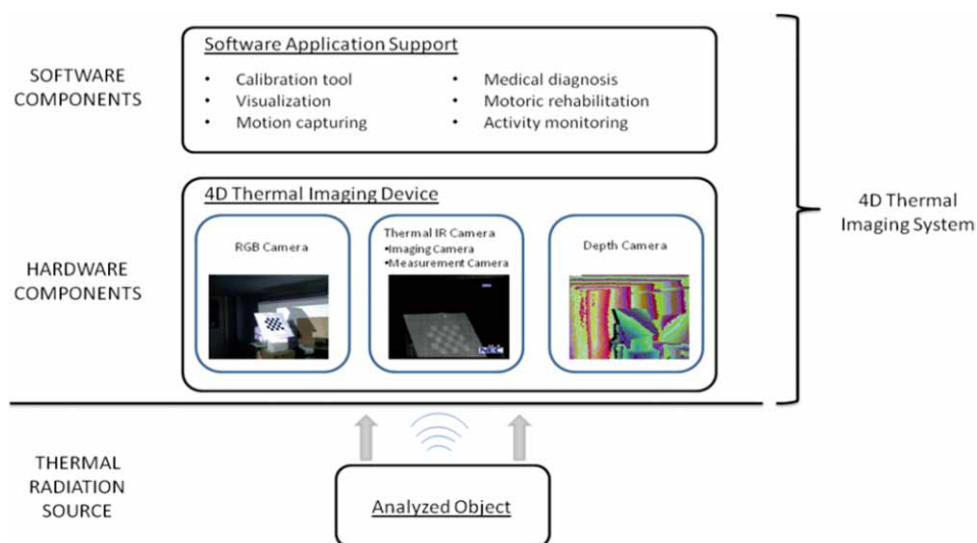 SOFTWARE
COMPONENTS
Software Application Support
• Calibration tool
• Visualization
• Motion capturing
• Medical diagnosis
• Motoric rehabilitation
• Activity monitoring
HARDWARE
COMPONENTS
4D Thermal Imaging Device
RGB Camera
Thermal IR Camera
•Imaging Camera
•Measurement Camera
NEC
Depth Camera
4D Thermal
Imaging System
THERMAL
RADIATION
SOURCE
Analyzed Object